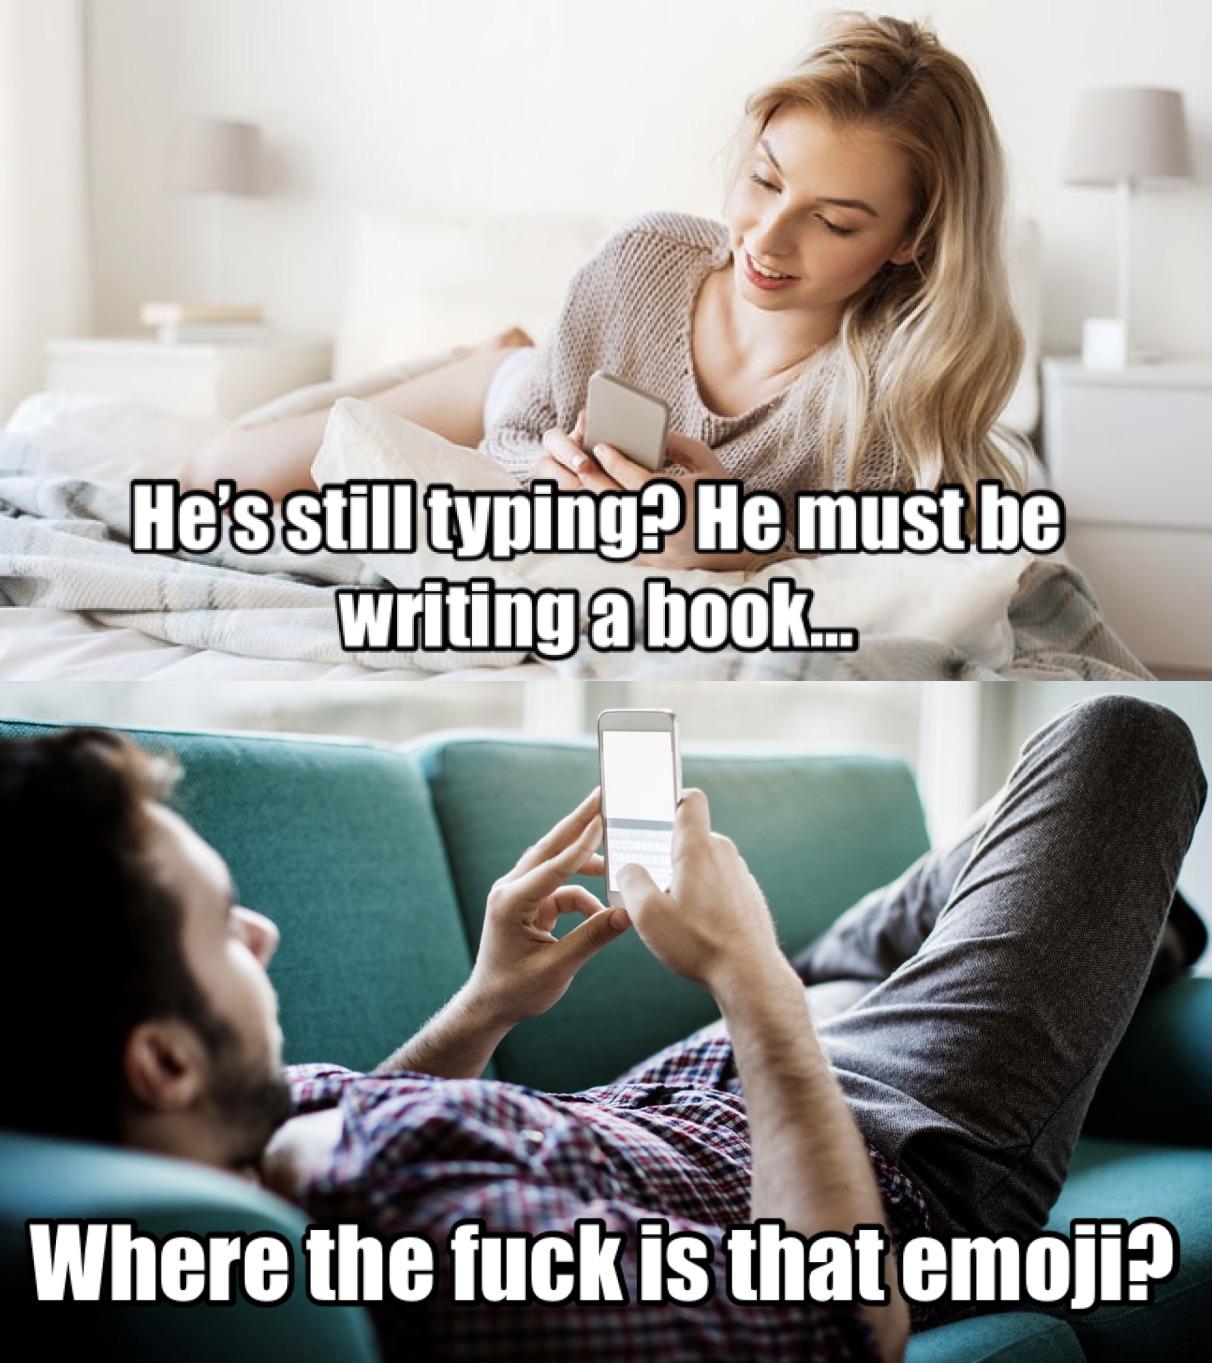 He's still typing? He must be
writing a book...
Where the fuck is that emoji?